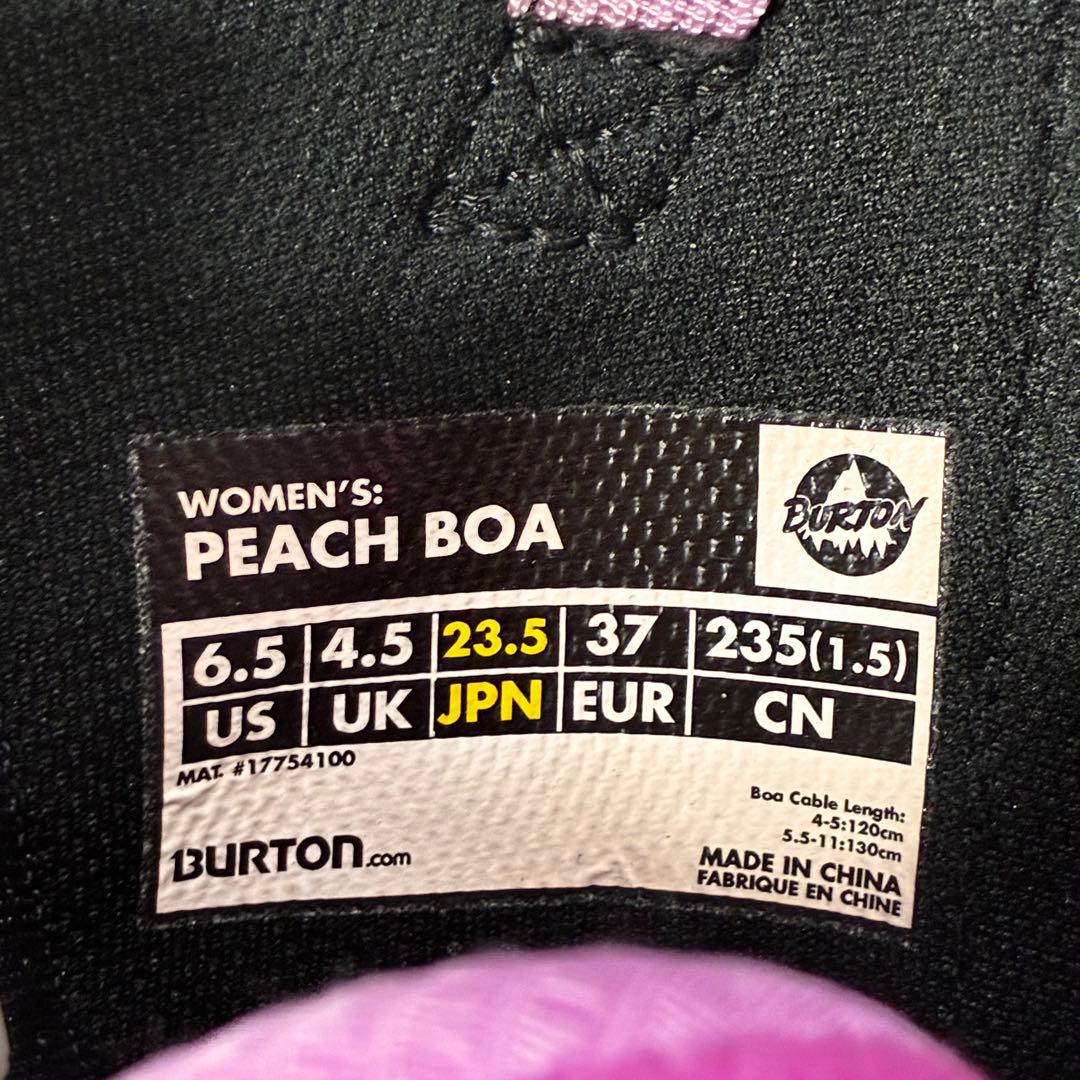 WOMEN'S:
PEACH BOA
BURTON
6.5 4.5 23.5 37 235(1.5)
US UK JPN EUR CN
MAT. #17754100
Boa Cable Length:
4-5:120cm
5.5-11:130cm
BURTON.com
MADE IN CHINA
FABRIQUE EN CHINE